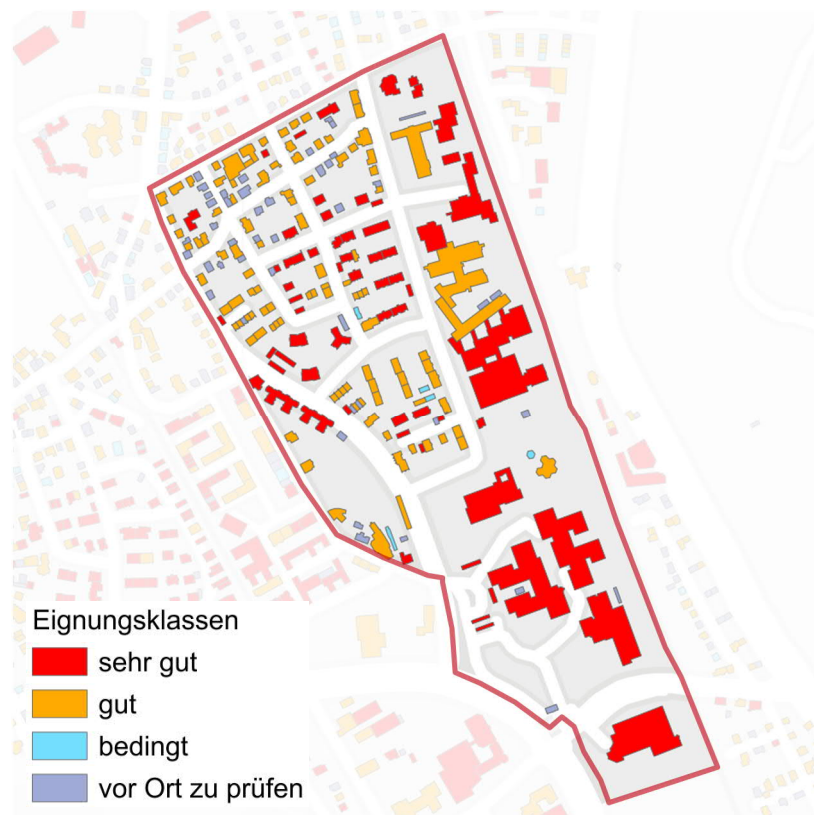 Eignungsklassen
sehr gut
gut
bedingt
vor Ort zu prüfen